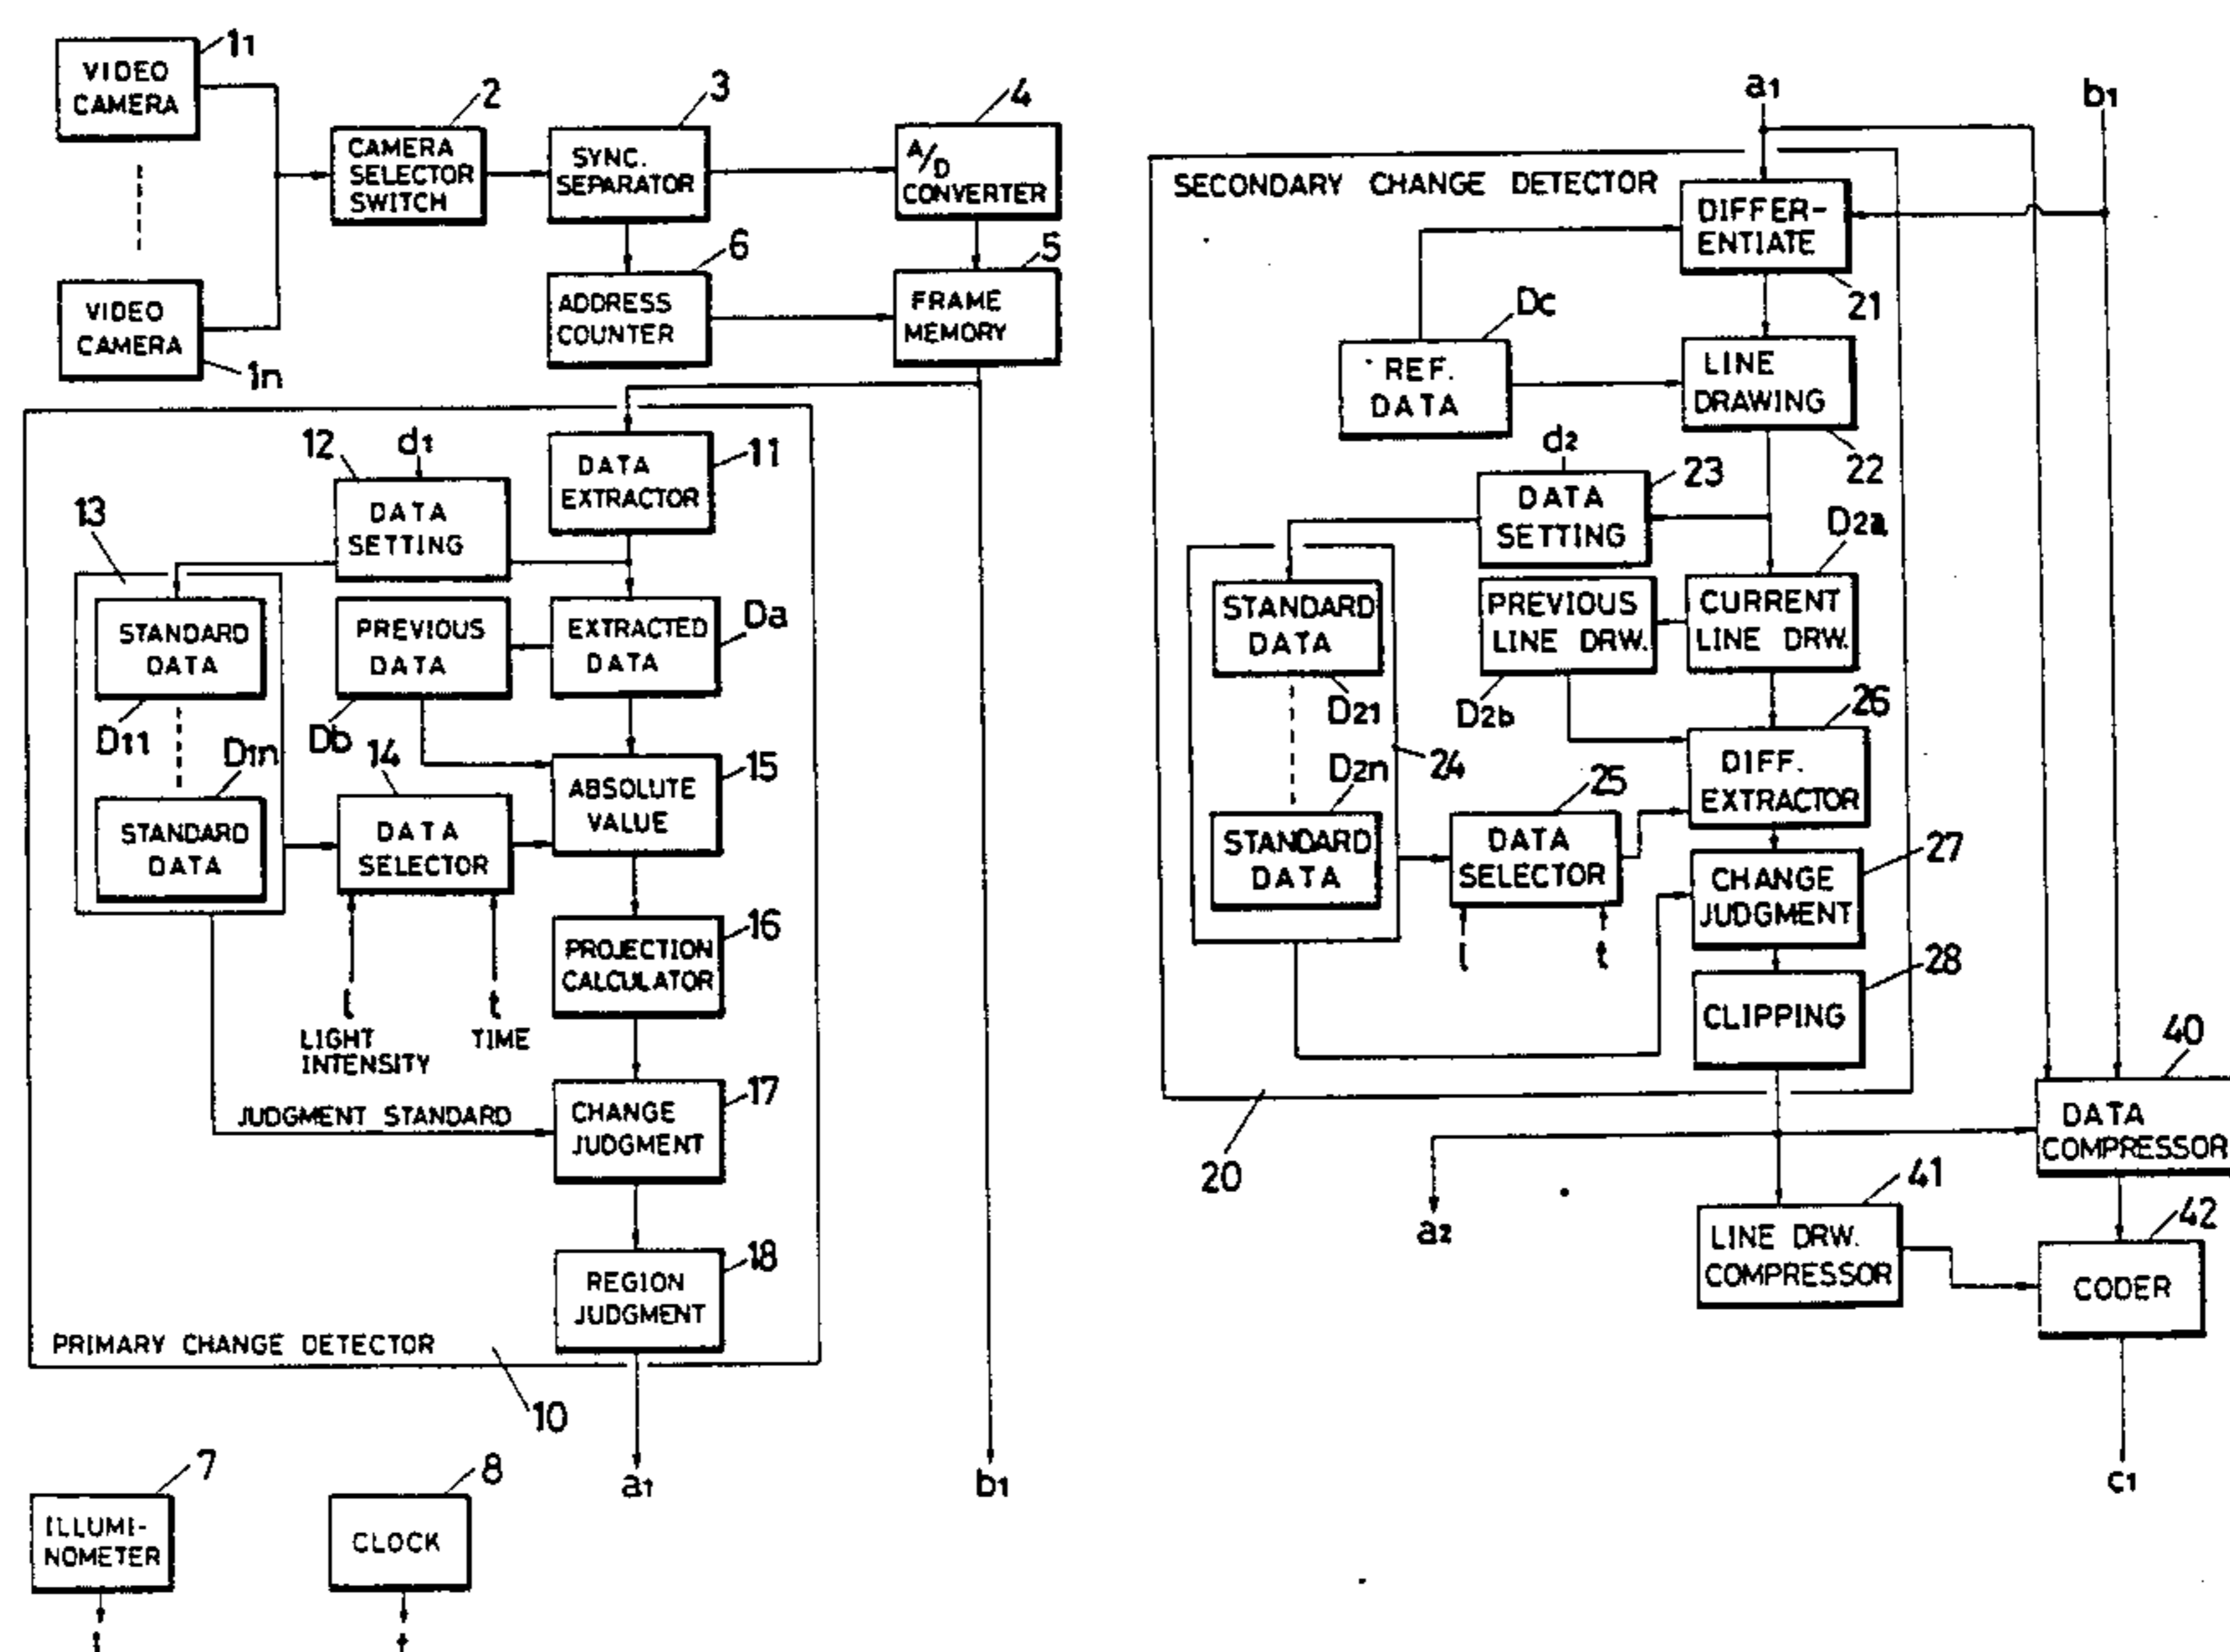 11
VIDEO
CAMERA
VIDEO
CAMERA
1n
2
CAMERA
SELECTOR
SWITCH
3
SYNC.
SEPARATOR
4
A/D
CONVERTER
6
ADDRESS
COUNTER
5
FRAME
MEMORY
11
DATA
EXTRACTOR
12
d1
DATA
SETTING
13
STANDARD
DATA
D11
D1n
STANDARD
DATA
PREVIOUS
DATA
Db
EXTRACTED
DATA
Da
14
DATA
SELECTOR
l
LIGHT
INTENSITY
t
TIME
15
ABSOLUTE
VALUE
16
PROJECTION
CALCULATOR
JUDGMENT STANDARD
17
CHANGE
JUDGMENT
18
REGION
JUDGMENT
PRIMARY CHANGE DETECTOR
10
a1
b1
7
ILLUMI-
NOMETER
l
8
CLOCK
t
a1
b1
SECONDARY CHANGE DETECTOR
DIFFER-
ENTIATE
21
Dc
REF.
DATA
LINE
DRAWING
22
d2
23
DATA
SETTING
D2a
STANDARD
DATA
D21
D2n
24
STANDARD
DATA
PREVIOUS
LINE DRW.
D2b
CURRENT
LINE DRW.
26
DIFF.
EXTRACTOR
25
DATA
SELECTOR
l
t
27
CHANGE
JUDGMENT
28
CLIPPING
20
a2
40
DATA
COMPRESSOR
41
LINE DRW.
COMPRESSOR
42
CODER
c1